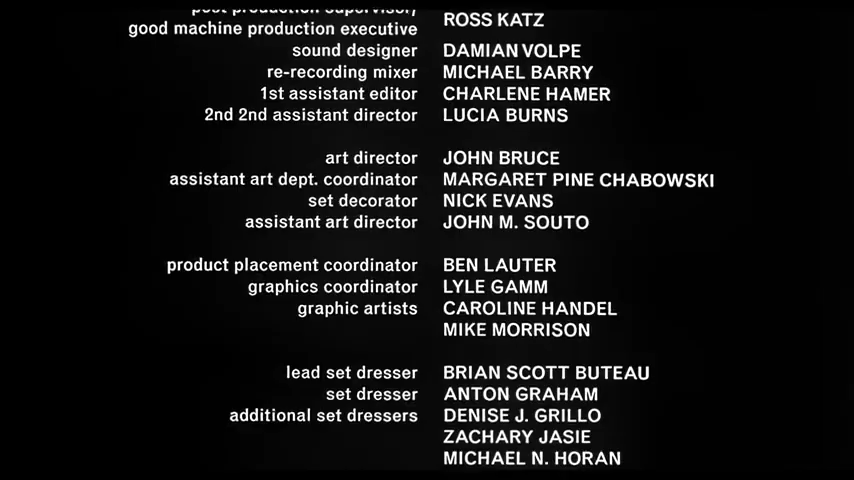 post production supervisor/
good machine production executive ROSS KATZ
sound designer DAMIAN VOLPE
re-recording mixer MICHAEL BARRY
1st assistant editor CHARLENE HAMER
2nd 2nd assistant director LUCIA BURNS
art director JOHN BRUCE
assistant art dept. coordinator MARGARET PINE CHABOWSKI
set decorator NICK EVANS
assistant art director JOHN M. SOUTO
product placement coordinator BEN LAUTER
graphics coordinator LYLE GAMM
graphic artists CAROLINE HANDEL
MIKE MORRISON
lead set dresser BRIAN SCOTT BUTEAU
set dresser ANTON GRAHAM
additional set dressers DENISE J. GRILLO
ZACHARY JASIE
MICHAEL N. HORAN